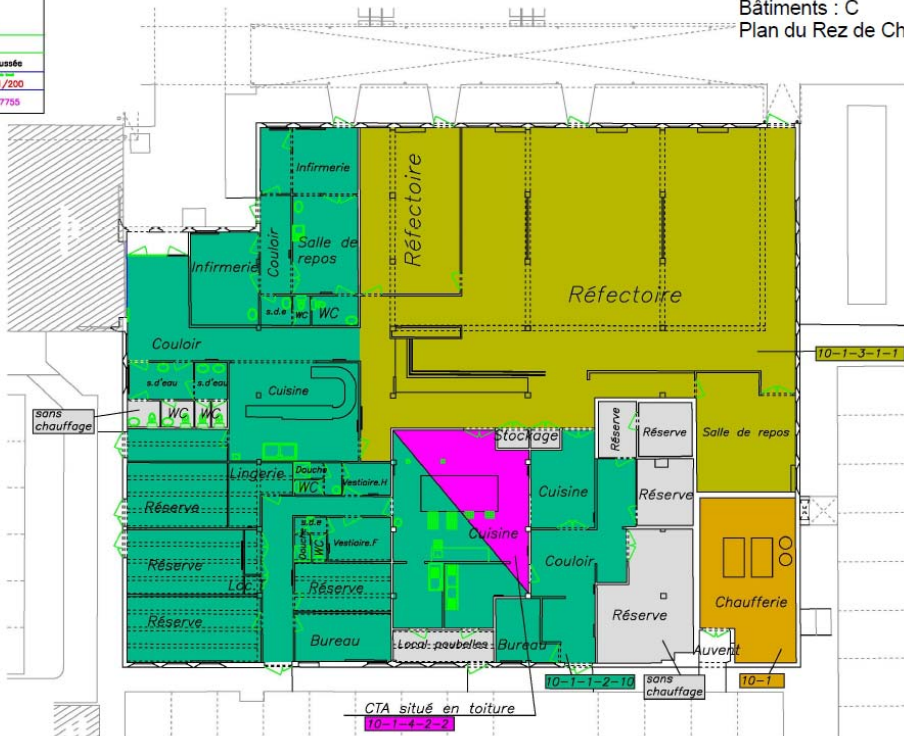 Bâtiments : C
Plan du Rez de Ch
ussée
1/200
7755
Infirmerie
Réfectoire
Couloir
Salle de
repos
Infirmerie
Réfectoire
s.d.e
WC
WC
Couloir
10-1-3-1-1
s.d'eau
s.d'eau
Cuisine
sans
chauffage
WC
WC
Réserve
Réserve
Salle de repos
Stockage
Lingerie
Douche
WC
Vestiaire.H
Cuisine
Réserve
Réserve
s.d.e
Douche
WC
Vestiaire.F
Cuisine
Couloir
Réserve
Loc.
Réserve
Chaufferie
Réserve
Réserve
Bureau
Local poubelles
Bureau
Auvent
10-1-1-2-10
sans
chauffage
10-1
CTA situé en toiture
10-1-4-2-2